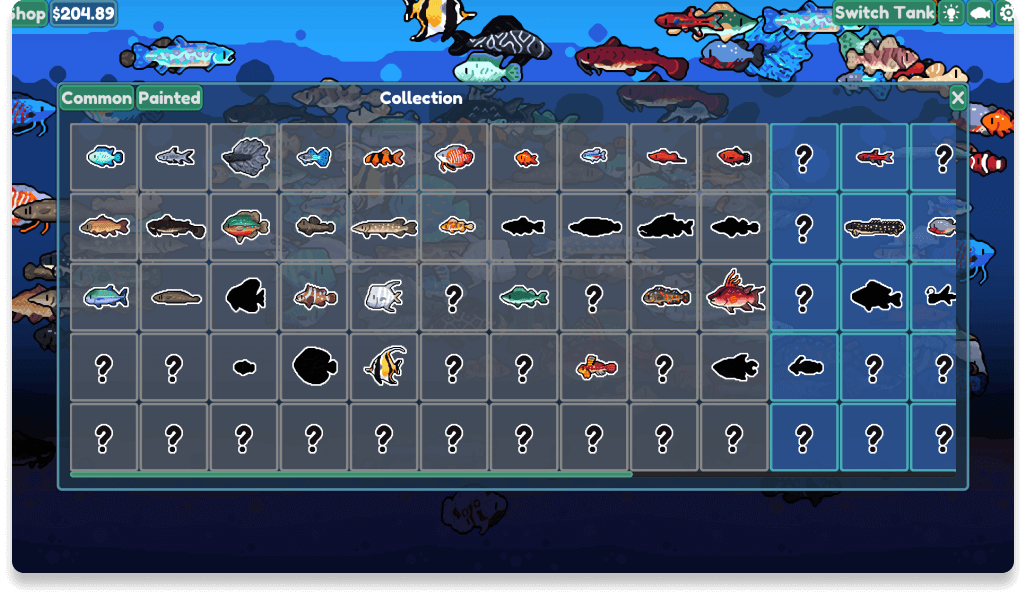 Shop $204.89 Switch Tank
Common Painted Collection X
? ?
?
? ? ?
? ? ? ? ? ? ?
? ? ? ? ? ? ? ? ? ? ? ? ?